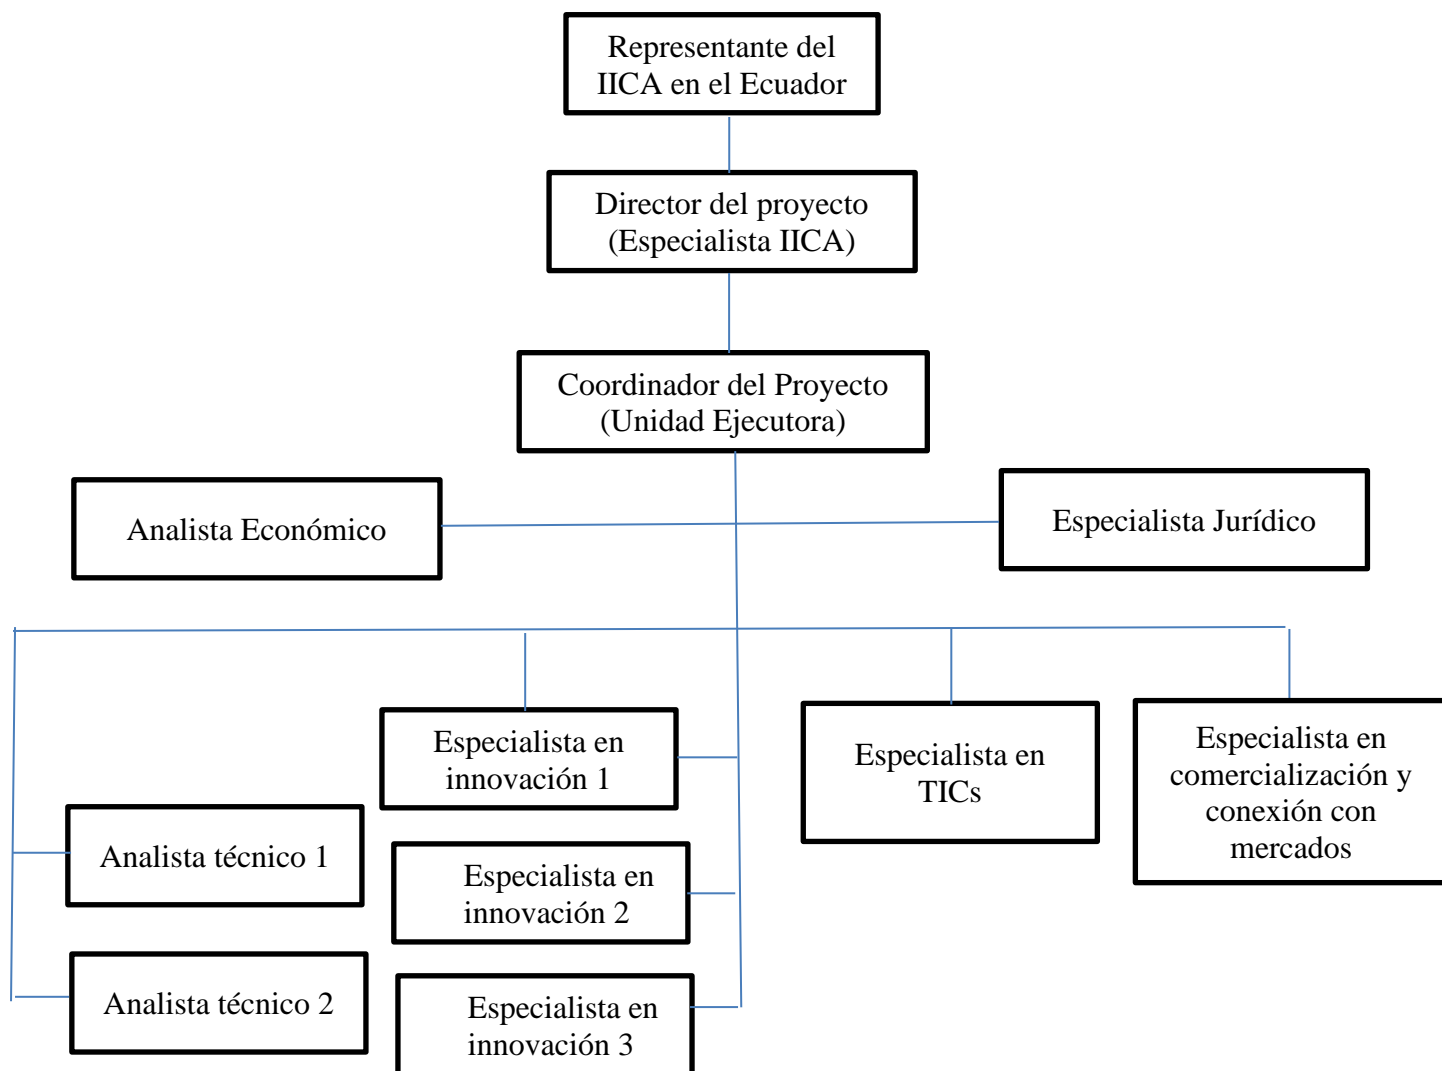 Representante del
IICA en el Ecuador
Director del proyecto
(Especialista IICA)
Coordinador del Proyecto
(Unidad Ejecutora)
Analista Económico
Especialista Jurídico
Especialista en
innovación 1
Especialista en
TICs
Especialista en
comercialización y
conexión con
mercados
Analista técnico 1
Especialista en
innovación 2
Analista técnico 2
Especialista en
innovación 3